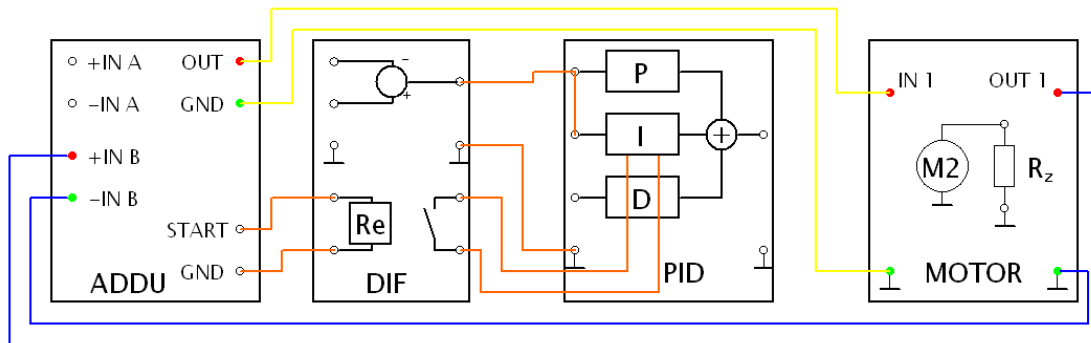 +IN A
OUT
-IN A
GND
+IN B
-IN B
START
GND
ADDU
-
+
Re
DIF
P
I
+
D
PID
IN 1
OUT 1
M2
Rz
MOTOR